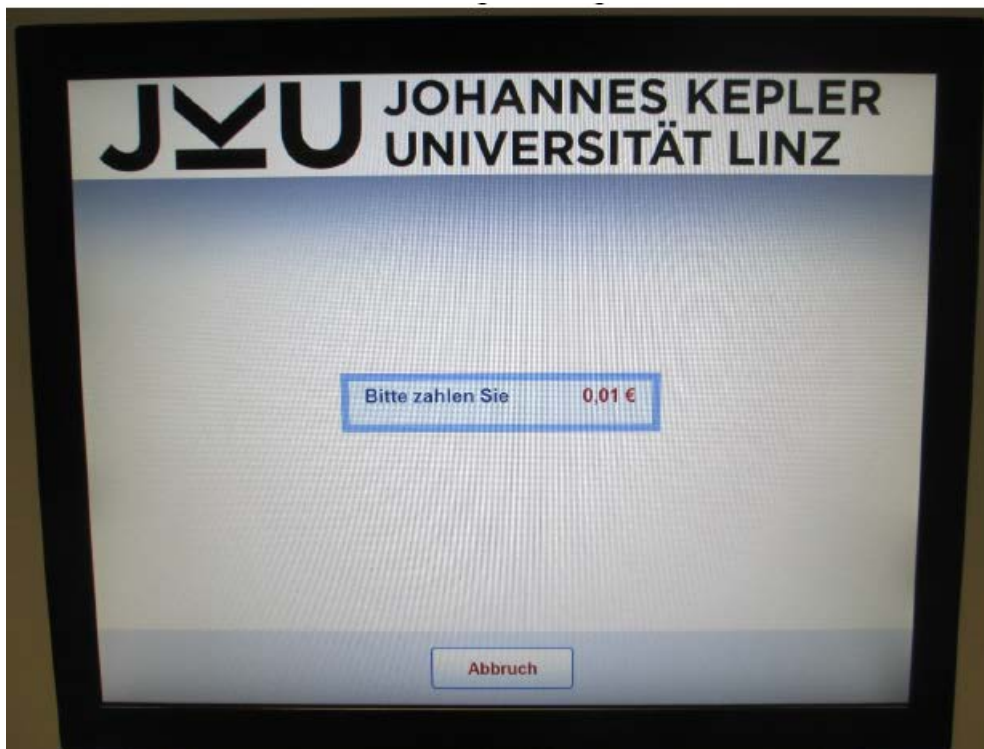 JKU JOHANNES KEPLER
UNIVERSITÄT LINZ
Bitte zahlen Sie 0,01 €
Abbruch